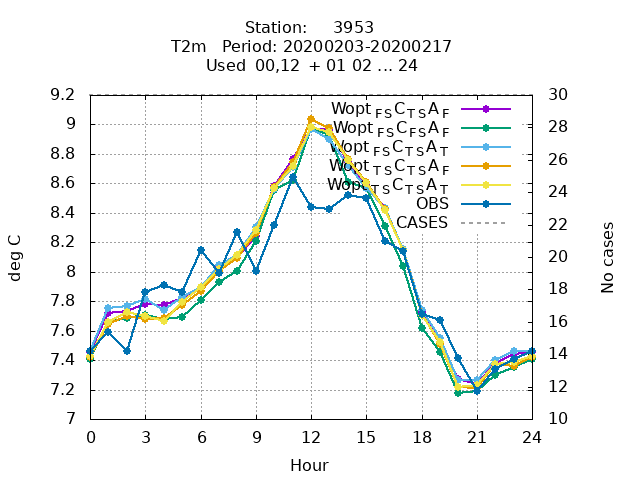 Station: 3953
T2m Period: 20200203-20200217
Used 00,12 + 01 02 ... 24
9.2
9
8.8
8.6
8.4
8.2
8
7.8
7.6
7.4
7.2
7
30
28
26
24
22
20
18
16
14
12
10
Wopt FS C TS A F
Wopt FS C FS A F
Wopt FS C TS A T
Wopt TS C TS A F
Wopt TS C TS A T
OBS
CASES
deg C
No cases
0 3 6 9 12 15 18 21 24
Hour